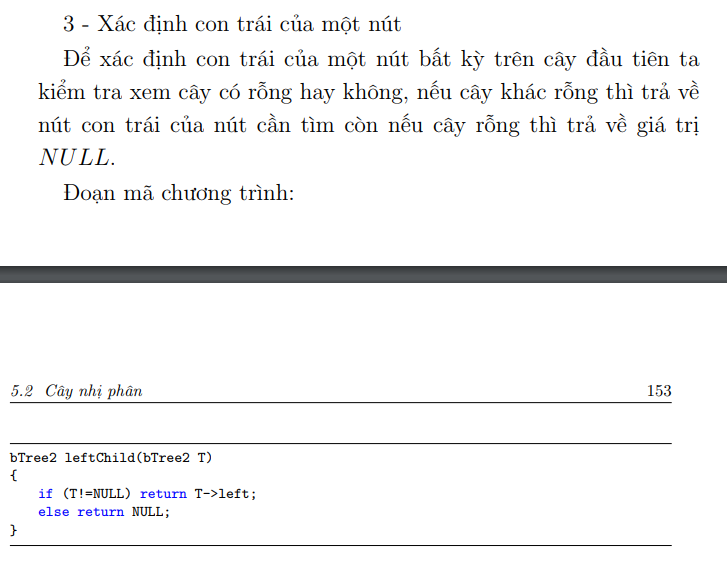 3 - Xác định con trái của một nút
Để xác định con trái của một nút bất kỳ trên cây đầu tiên ta
kiểm tra xem cây có rỗng hay không, nếu cây khác rỗng thì trả về
nút con trái của nút cần tìm còn nếu cây rỗng thì trả về giá trị
NULL.
Đoạn mã chương trình:
5.2 Cây nhị phân 153
bTree2 leftChild(bTree2 T)
{
    if (T!=NULL) return T->left;
    else return NULL;
}